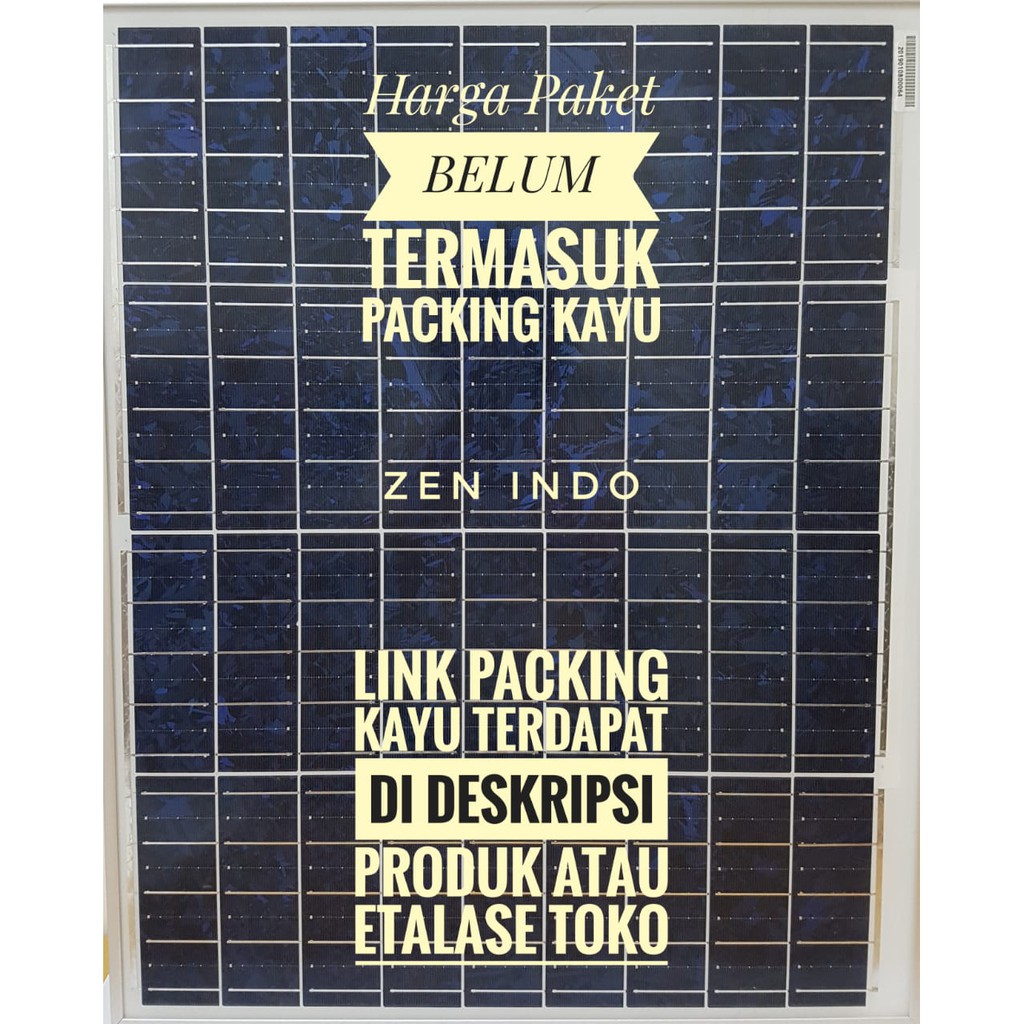 Harga Paket
BELUM
TERMASUK
PACKING KAYU
ZEN INDO
LINK PACKING
KAYU TERDAPAT
DI DESKRIPSI
PRODUK ATAU
ETALASE TOKO